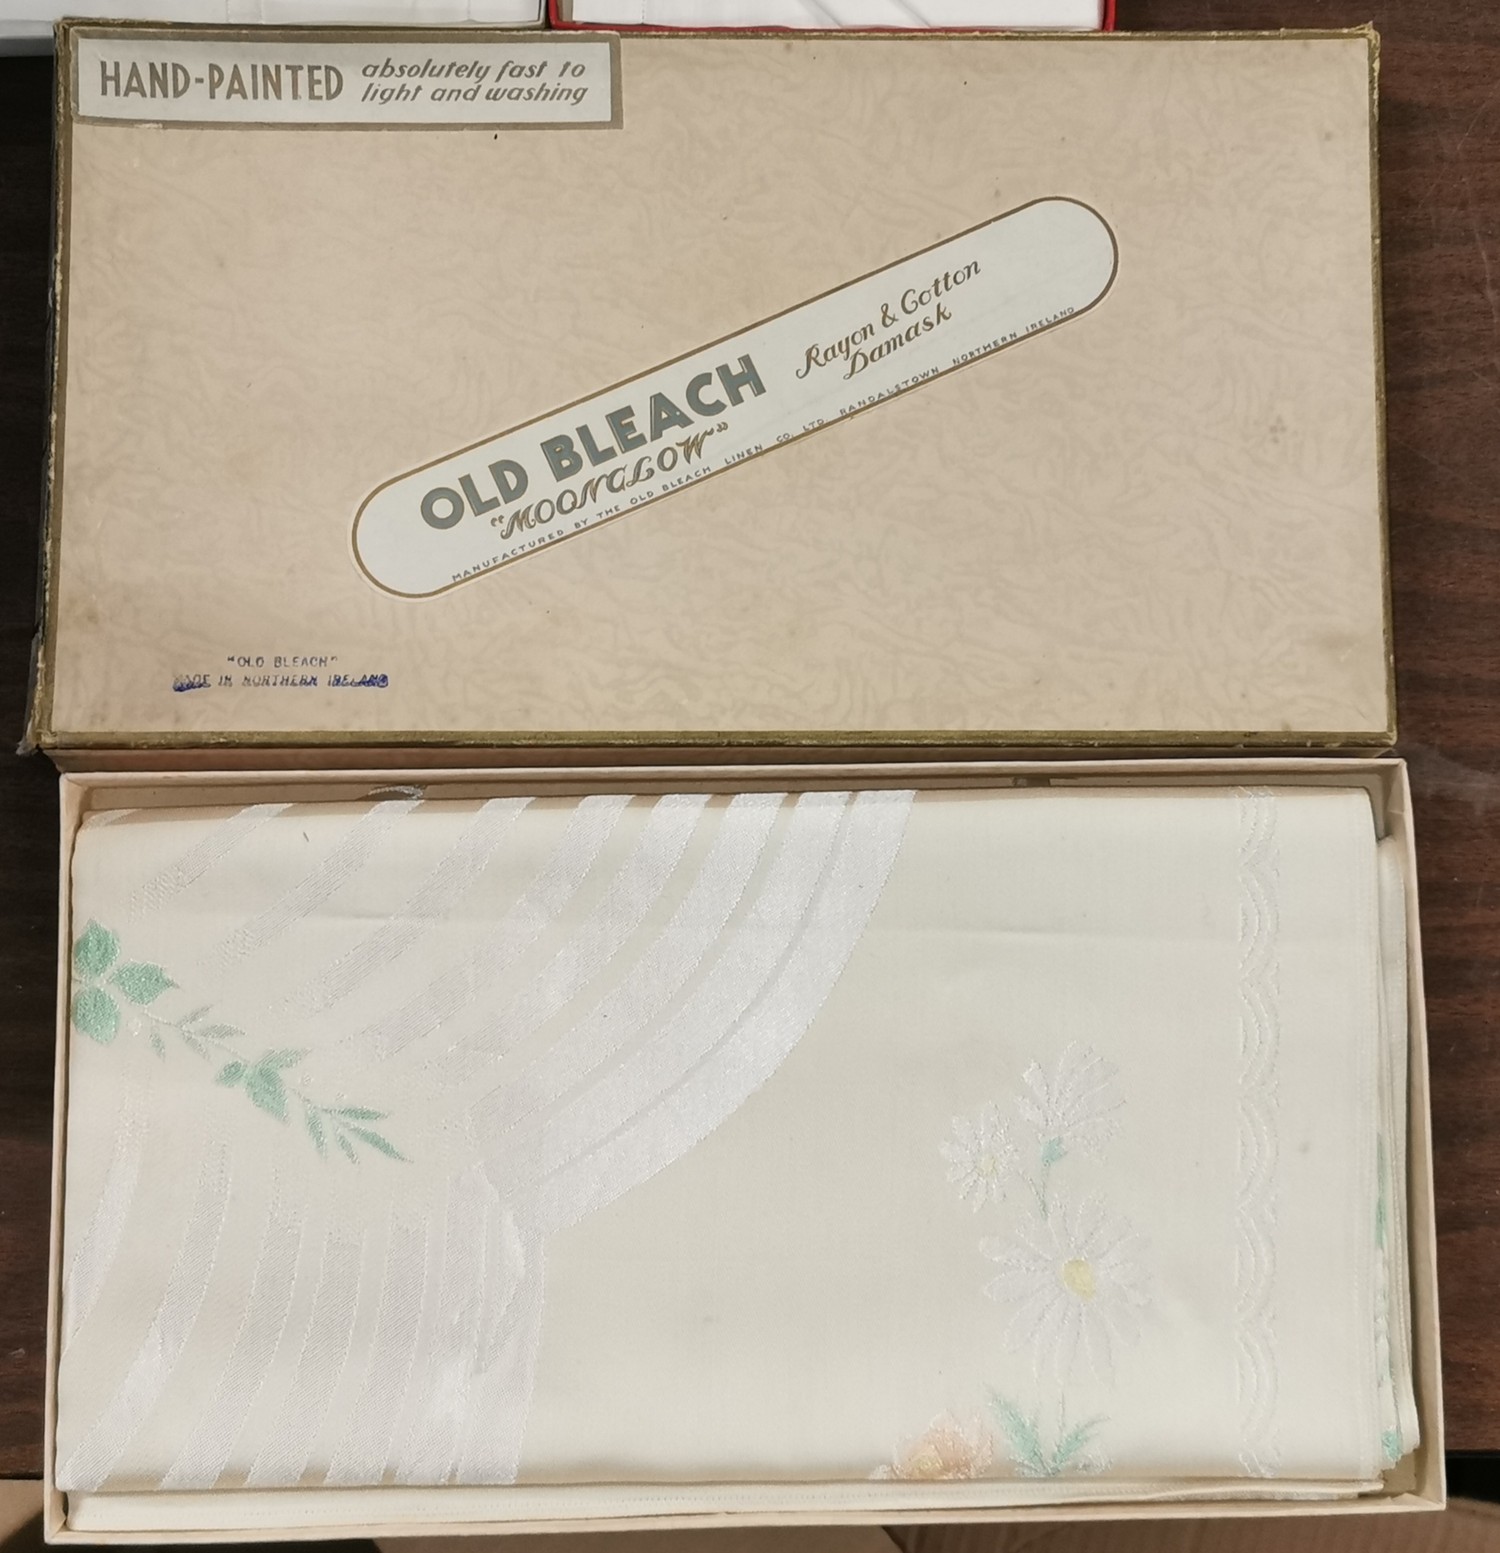 HAND-PAINTED
absolutely fast to
light and washing
OLD BLEACH
"MOONGLOW"
Rayon & Cotton
Damask
MANUFACTURED BY THE OLD BLEACH LINEN CO. LTD. RANDALSTOWN NORTHERN IRELAND
"OLD BLEACH"
MADE IN NORTHERN IRELAND